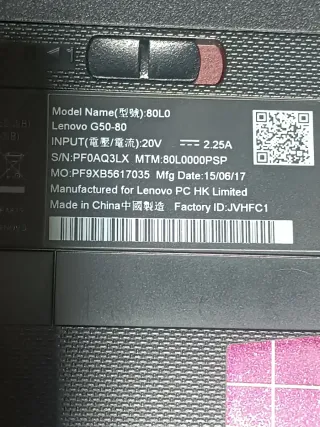 1
Model Name(型號):80L0
Lenovo G50-80
INPUT(電壓/電流):20V ⎓ 2.25A
S/N:PF0AQ3LX MTM:80L0000PSP
MO:PF9XB5617035 Mfg Date:15/06/17
Manufactured for Lenovo PC HK Limited
Made in China中國製造 Factory ID:JVHFC1